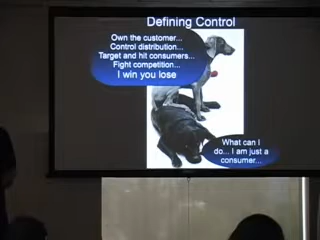 Defining Control
Own the customer...
Control distribution...
Target and hit consumers...
Fight competition...
I win you lose
What can I
do... I am just a
consumer...